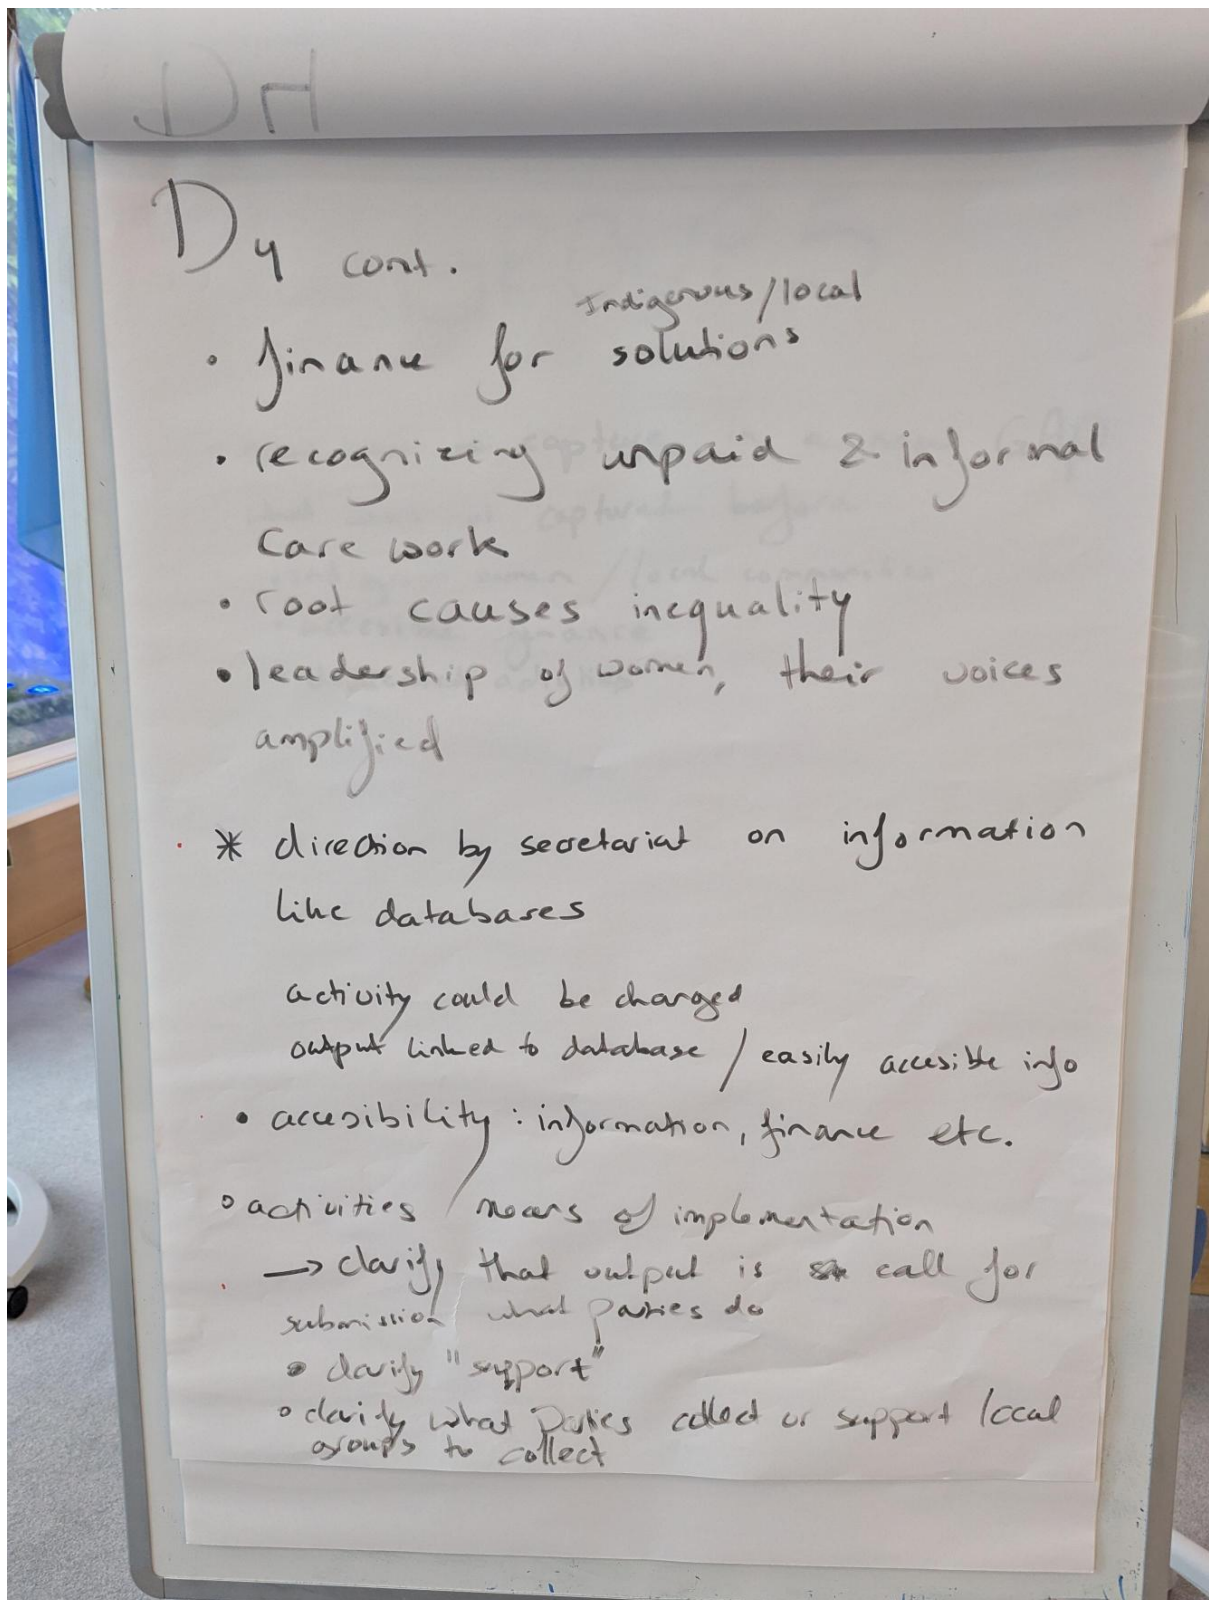 D4
D4 cont.
Indigenous/local
• finance for solutions
• recognizing unpaid & informal
care work
• root causes inequality
• leadership of women, their voices
amplified
* direction by secretariat on information
like databases
activity could be changed
output linked to database / easily accesible info
• accesibility : information, finance etc.
• activities / means of implementation
→ clarify that output is call for
submission what parties do
• clarify "support"
• clarify what Parties collect or support local
groups to collect